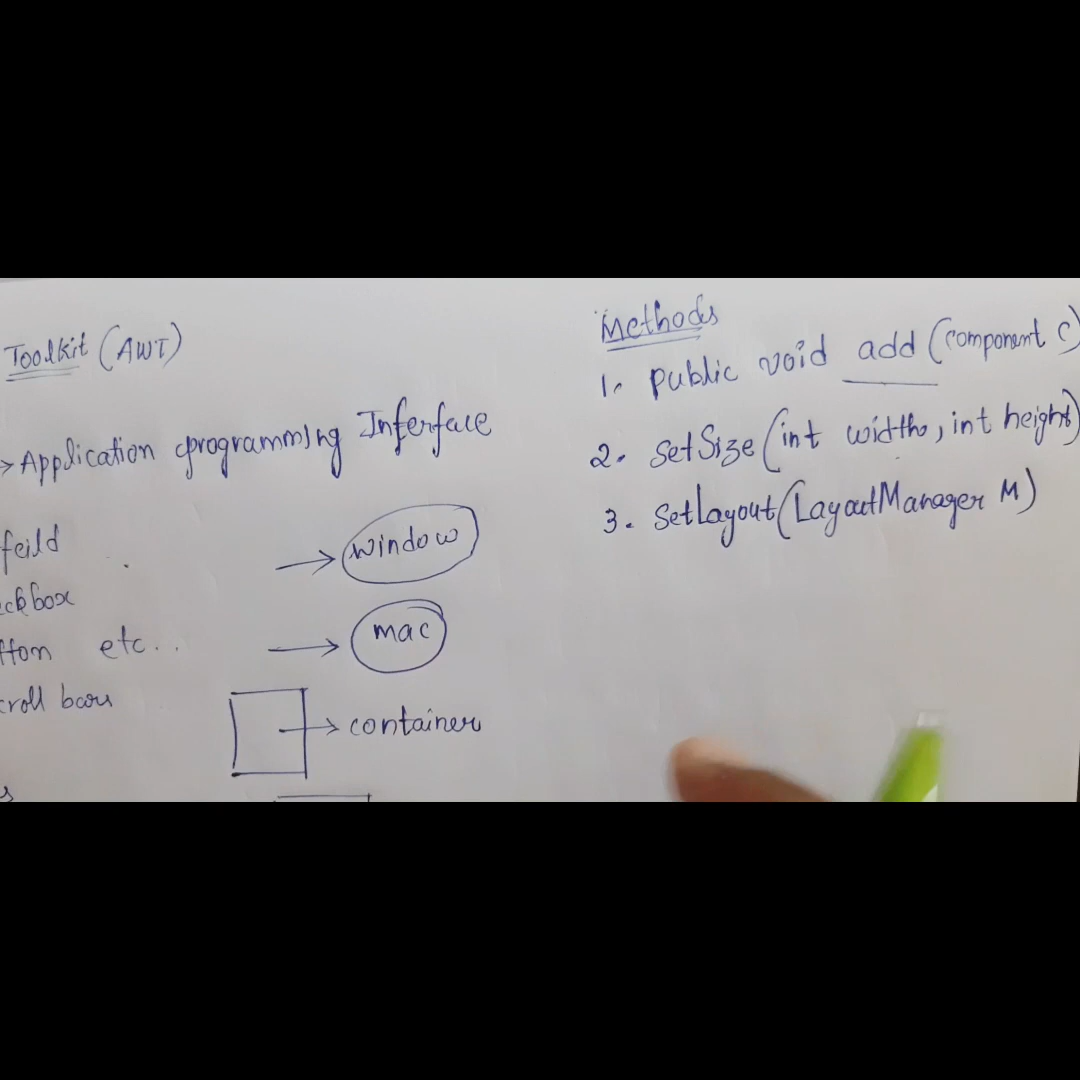 Toolkit (AWT)
→ Application programming Inferface
feild
ckbox
tton etc...
croll bars
s
→ window
→ mac
→ container
Methods
1. public void add (component c)
2. SetSize (int widths, int height)
3. SetLayout (LayoutManager M)